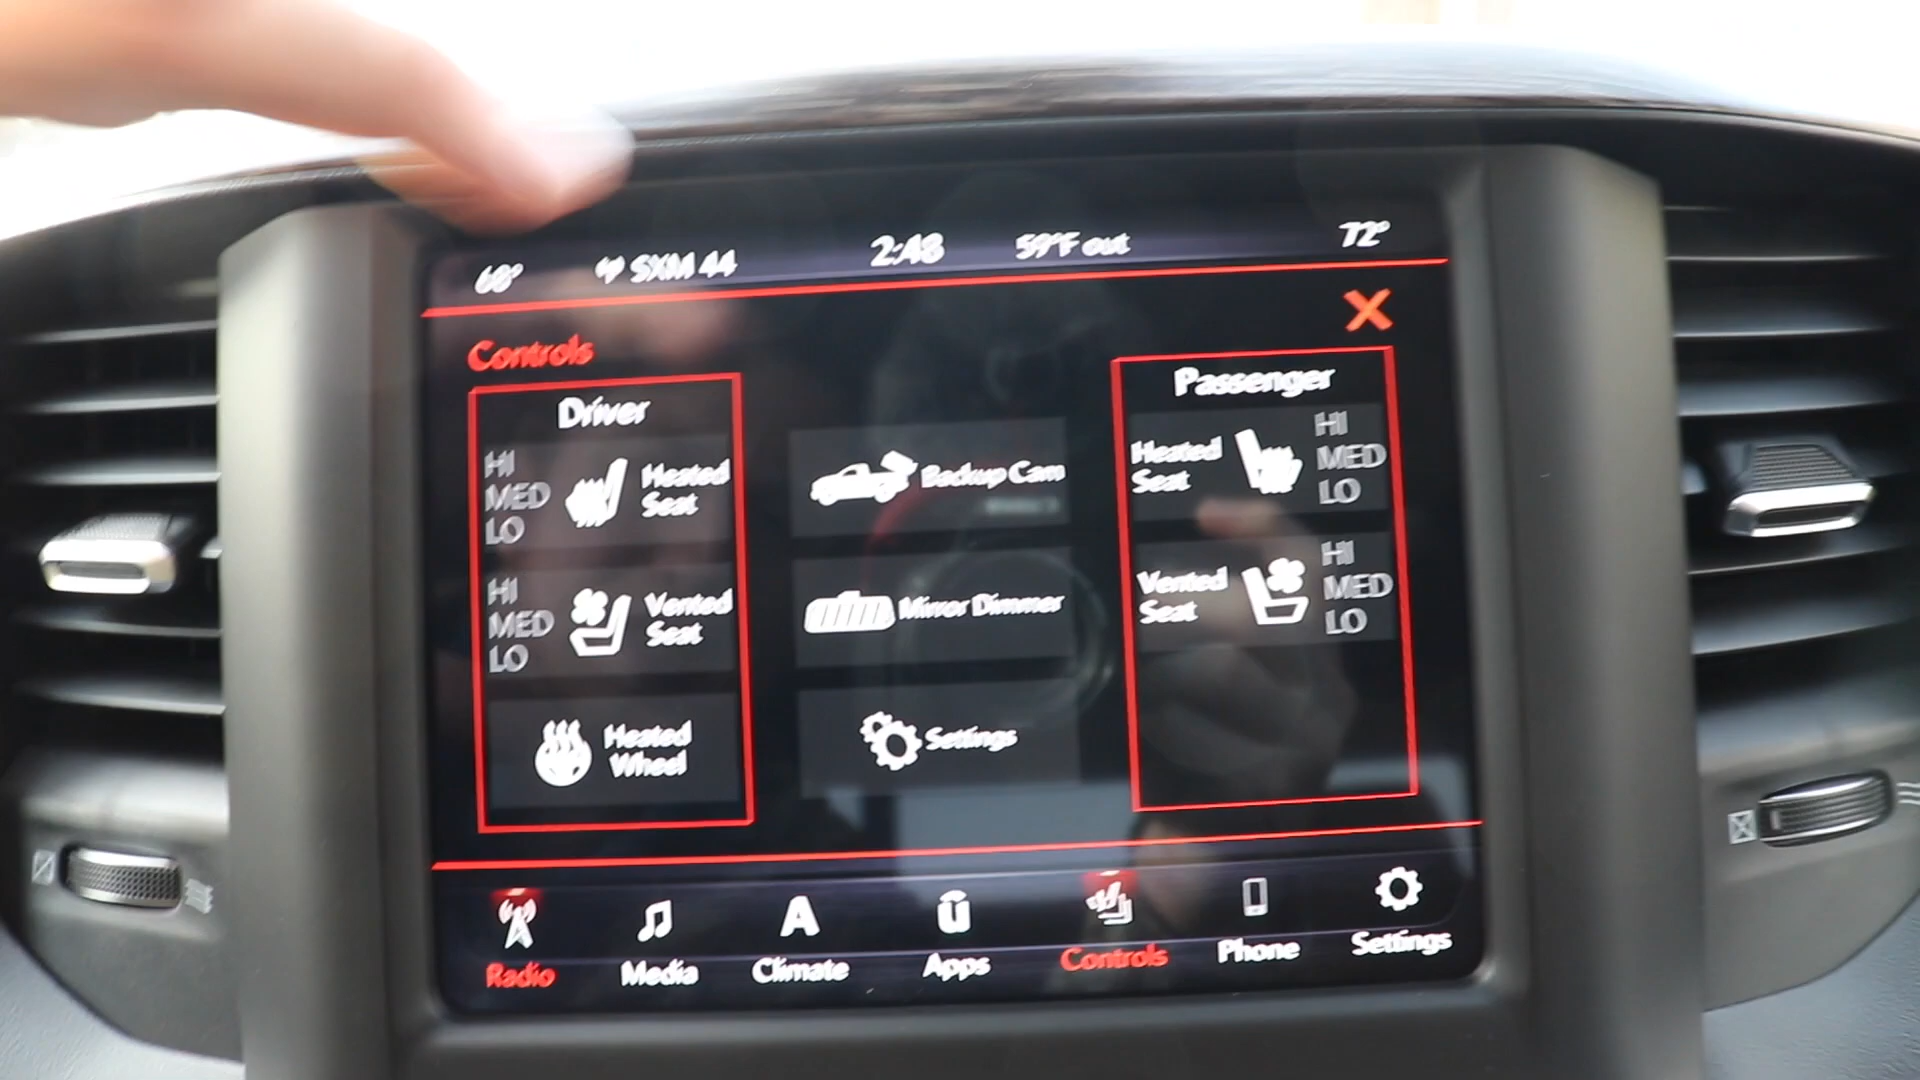 68° SXM 44 2:48 59°F out 72°
Controls
X
Driver
HI
MED
LO
Heated
Seat
HI
MED
LO
Vented
Seat
Heated
Wheel
Backup Cam
Mirror Dimmer
Settings
Passenger
Heated
Seat
HI
MED
LO
Vented
Seat
HI
MED
LO
A
Radio Media Climate Apps Controls Phone Settings